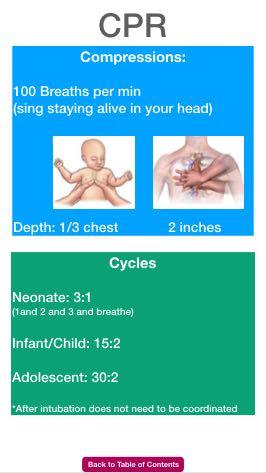 CPR
Compressions:
100 Breaths per min
(sing staying alive in your head)
Depth: 1/3 chest 2 inches
Cycles
Neonate: 3:1
(1and 2 and 3 and breathe)
Infant/Child: 15:2
Adolescent: 30:2
*After intubation does not need to be coordinated
Back to Table of Contents